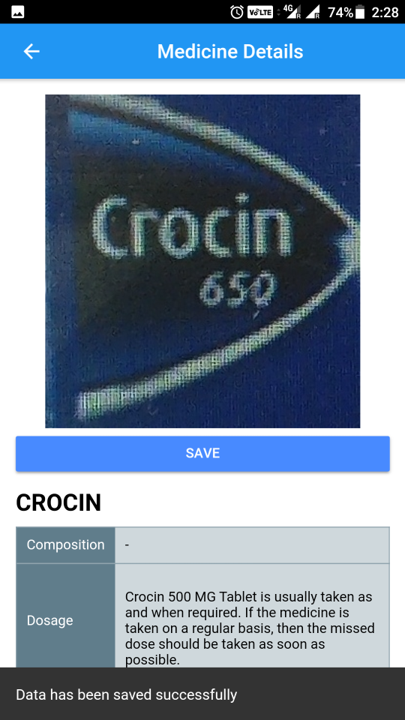 4G
VoLTE
74%
2:28
Medicine Details
Crocin
650
SAVE
CROCIN
Composition
-
Dosage
Crocin 500 MG Tablet is usually taken as
and when required. If the medicine is
taken on a regular basis, then the missed
dose should be taken as soon as
possible.
Data has been saved successfully